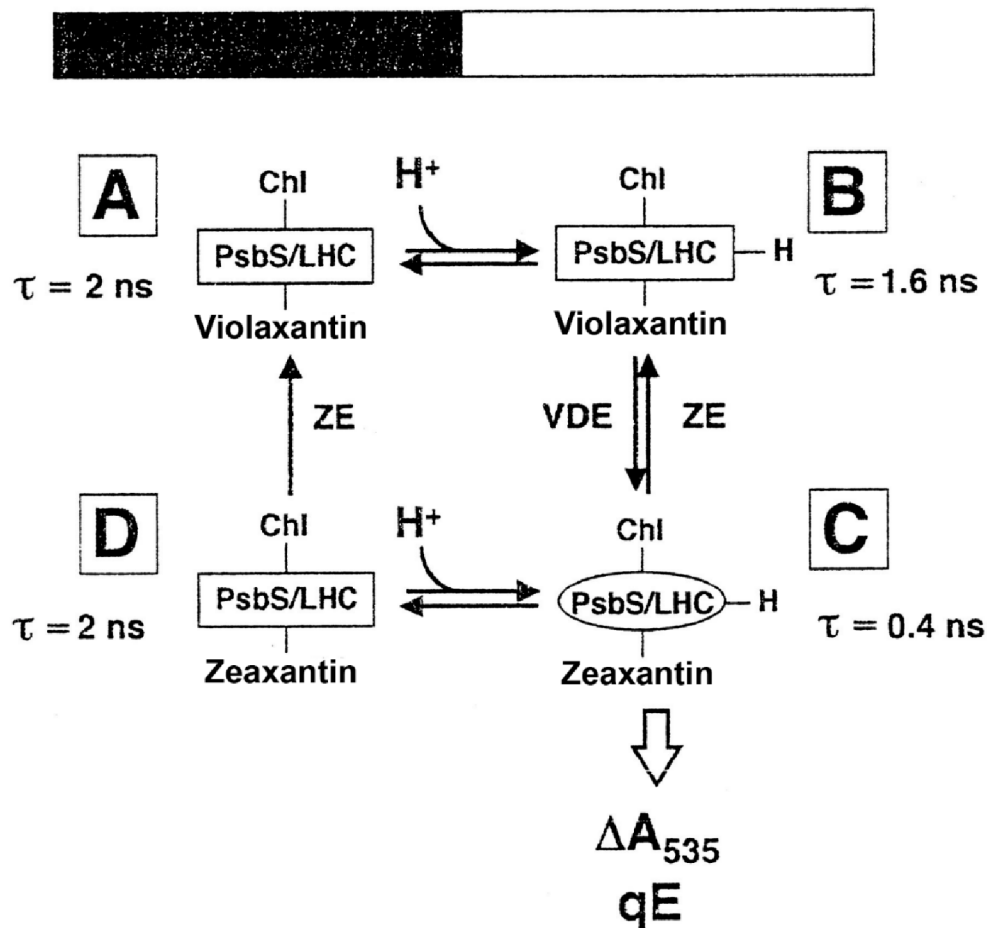 A
Chl
H+
Chl
B
PsbS/LHC
PsbS/LHC
H
τ = 2 ns
τ = 1.6 ns
Violaxantin
Violaxantin
ZE
VDE
ZE
D
Chl
H+
Chl
C
PsbS/LHC
PsbS/LHC
H
τ = 2 ns
τ = 0.4 ns
Zeaxantin
Zeaxantin
ΔA535
qE